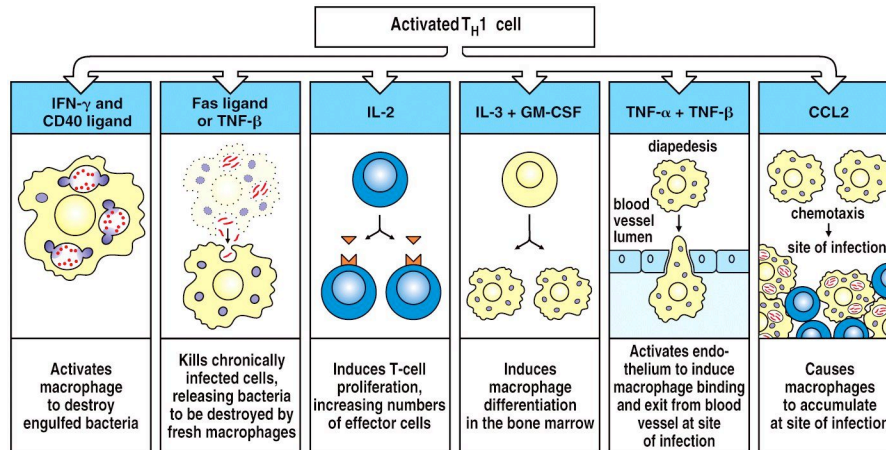 Activated TH1 cell
IFN-γ and
CD40 ligand
Activates
macrophage
to destroy
engulfed bacteria
Fas ligand
or TNF-β
Kills chronically
infected cells,
releasing bacteria
to be destroyed by
fresh macrophages
IL-2
Induces T-cell
proliferation,
increasing numbers
of effector cells
IL-3 + GM-CSF
Induces
macrophage
differentiation
in the bone marrow
TNF-α + TNF-β
diapedesis
blood
vessel
lumen
Activates endo-
thelium to induce
macrophage binding
and exit from blood
vessel at site
of infection
CCL2
chemotaxis
site of infection
Causes
macrophages
to accumulate
at site of infection